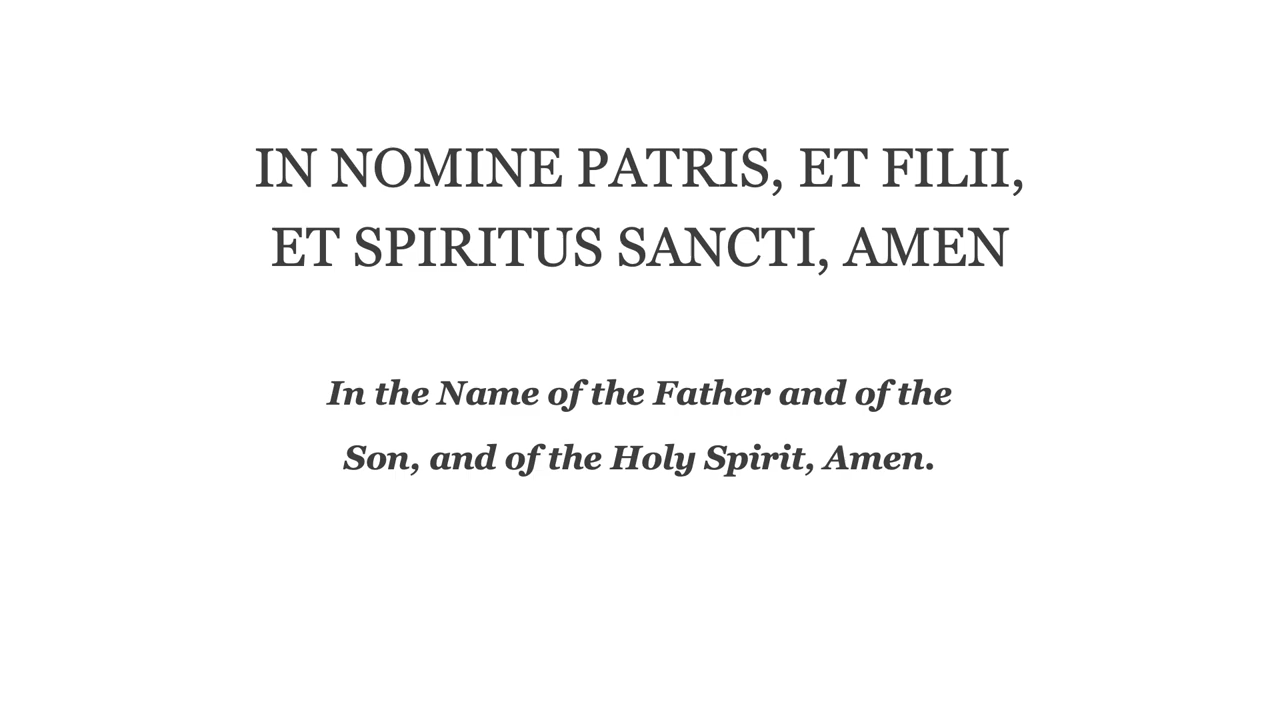 IN NOMINE PATRIS, ET FILII,
ET SPIRITUS SANCTI, AMEN
In the Name of the Father and of the
Son, and of the Holy Spirit, Amen.